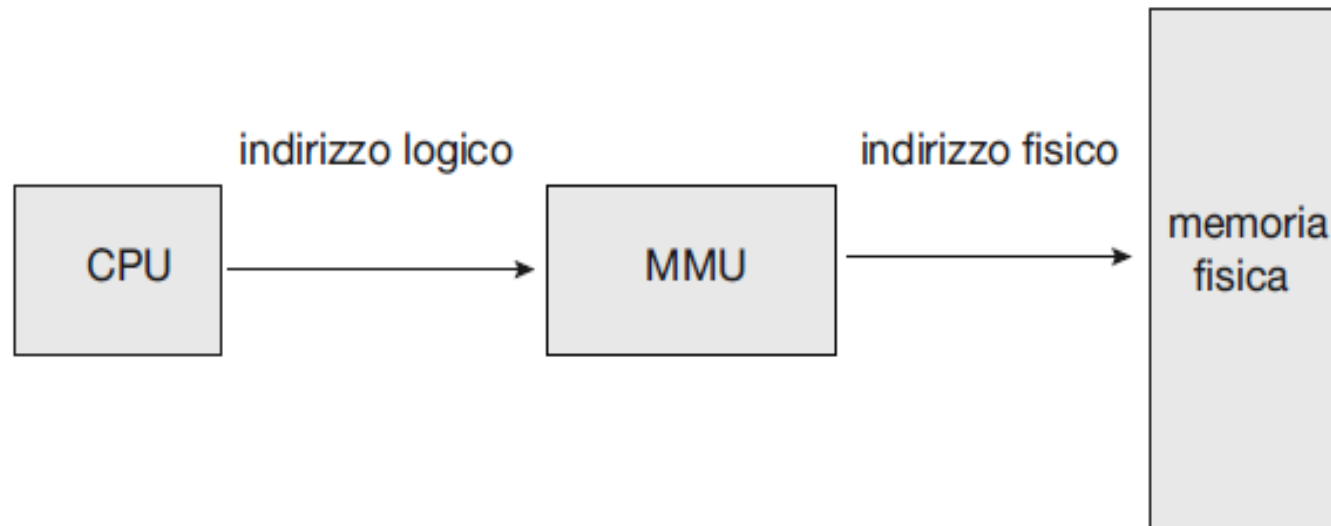 indirizzo logico
indirizzo fisico
CPU
MMU
memoria
fisica